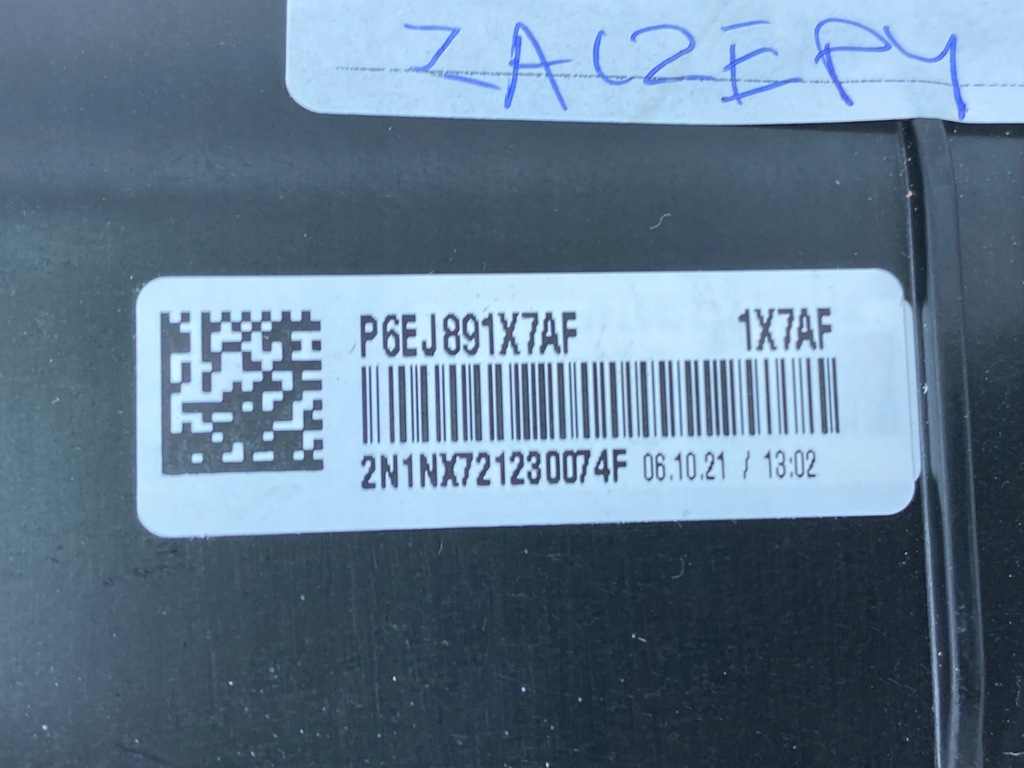 ZACZEPY
P6EJ891X7AF 1X7AF
2N1NX721230074F 06.10.21 / 13:02